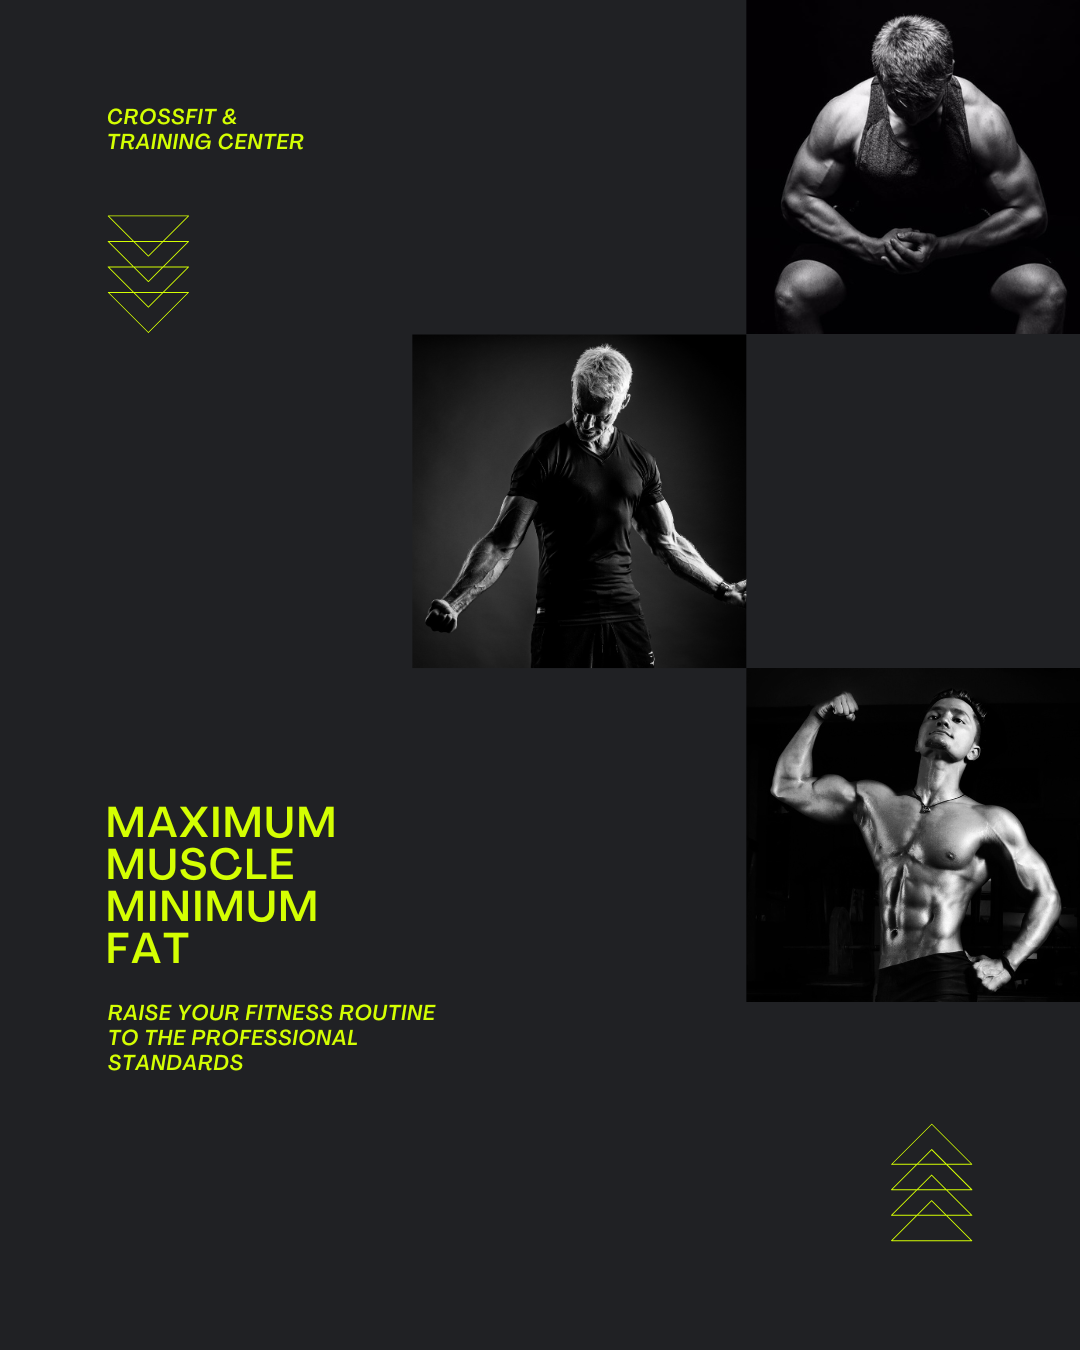 CROSSFIT &
TRAINING CENTER
MAXIMUM
MUSCLE
MINIMUM
FAT
RAISE YOUR FITNESS ROUTINE
TO THE PROFESSIONAL
STANDARDS